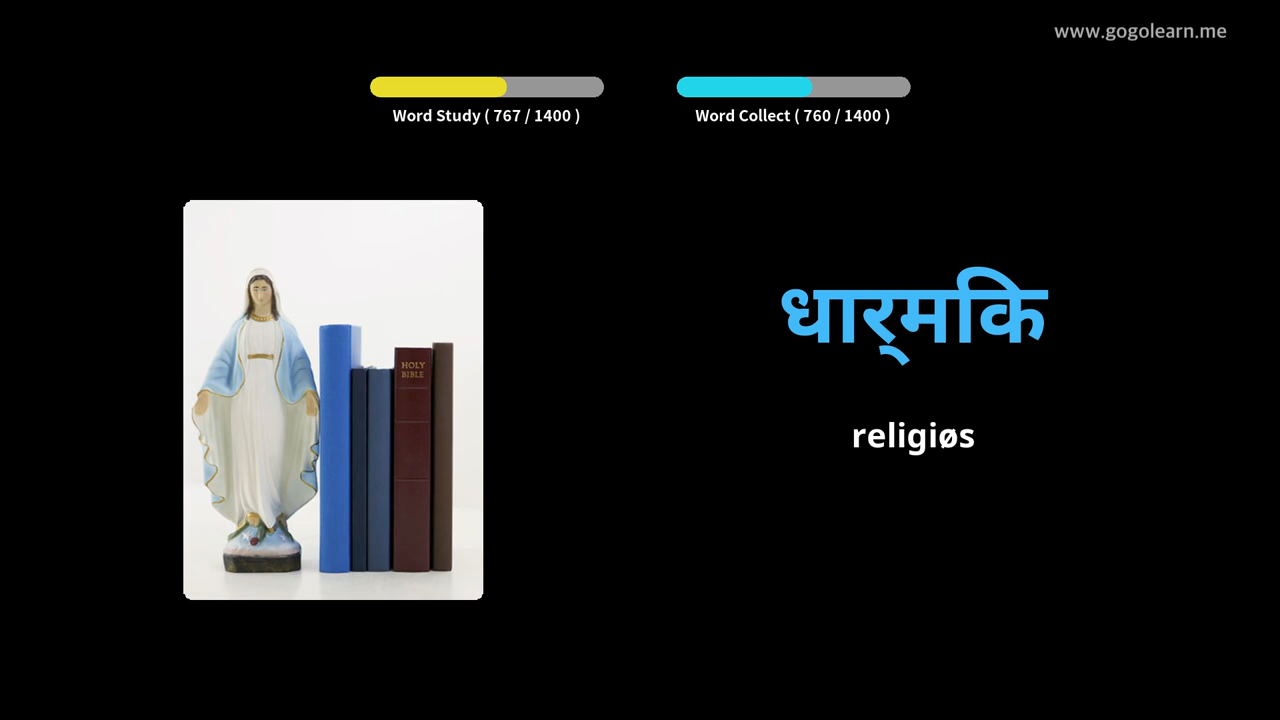 www.gogolearn.me
Word Study ( 767 / 1400 )
Word Collect ( 760 / 1400 )
HOLY
BIBLE
धार्मिक
religiøs